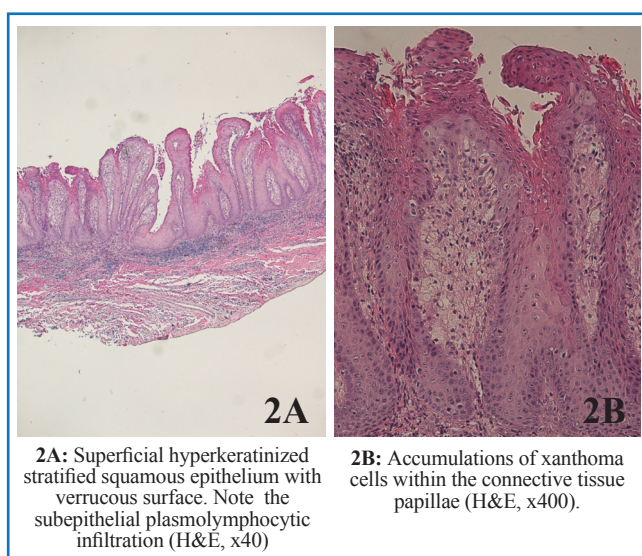 2A
2B
2A: Superficial hyperkeratinized
stratified squamous epithelium with
verrucous surface. Note the
subepithelial plasmolymphocytic
infiltration (H&E, x40)
2B: Accumulations of xanthoma
cells within the connective tissue
papillae (H&E, x400).